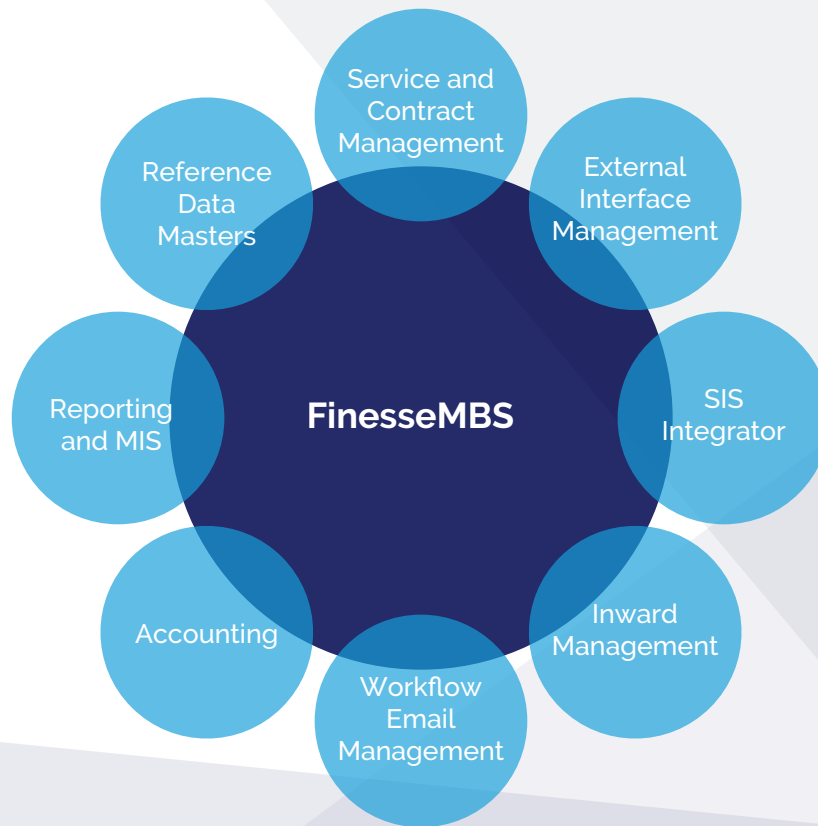 Service and
Contract
Management
External
Interface
Management
SIS
Integrator
Inward
Management
Workflow
Email
Management
Accounting
Reporting
and MIS
Reference
Data
Masters
FinesseMBS